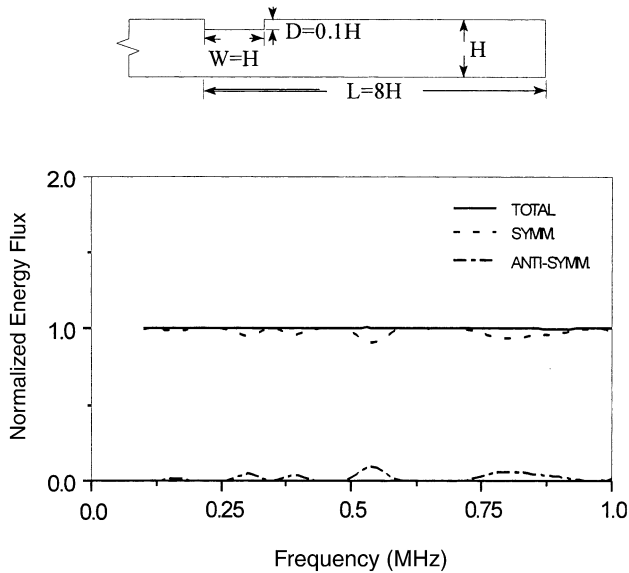 D=0.1H
W=H
H
L=8H
2.0
TOTAL
SYMM.
ANTI-SYMM.
1.0
0.0
Normalized Energy Flux
0.0 0.25 0.5 0.75 1.0
Frequency (MHz)